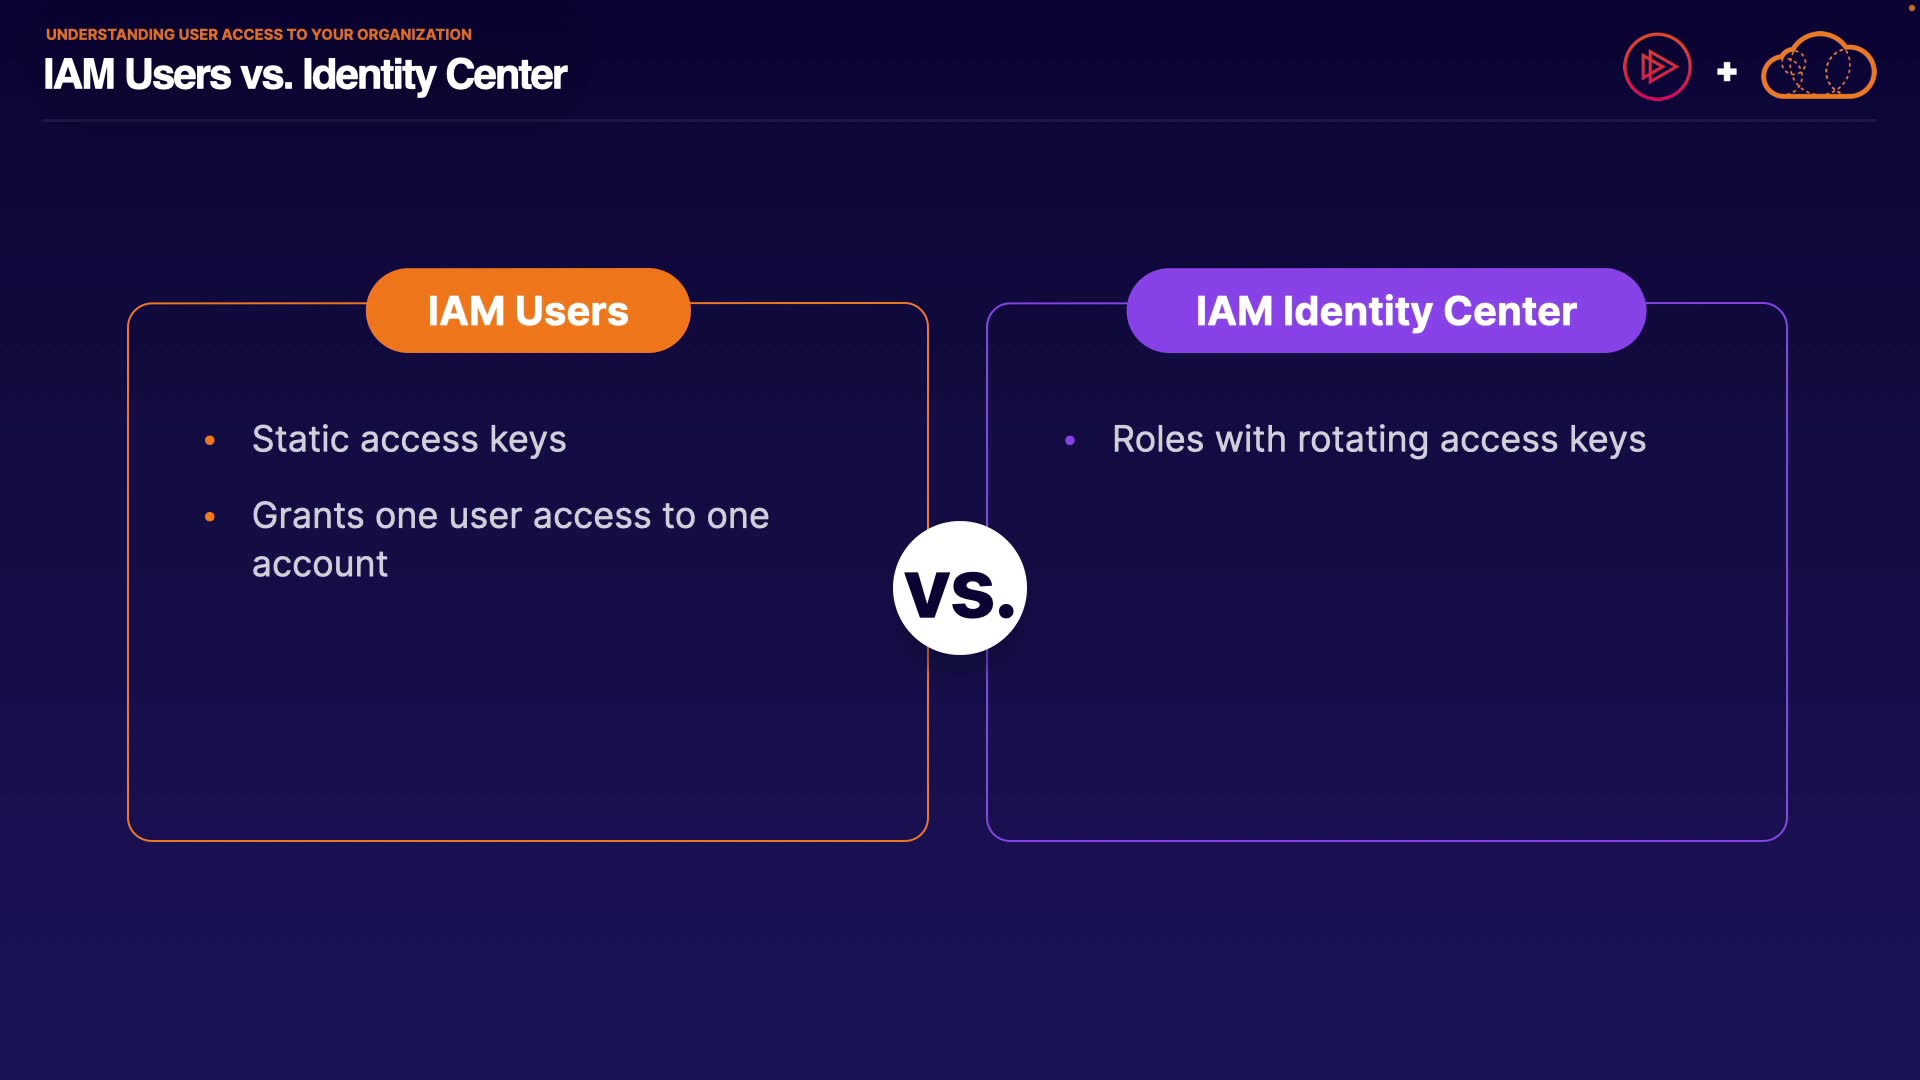 UNDERSTANDING USER ACCESS TO YOUR ORGANIZATION
IAM Users vs. Identity Center
IAM Users
• Static access keys
• Grants one user access to one
account
vs.
IAM Identity Center
• Roles with rotating access keys